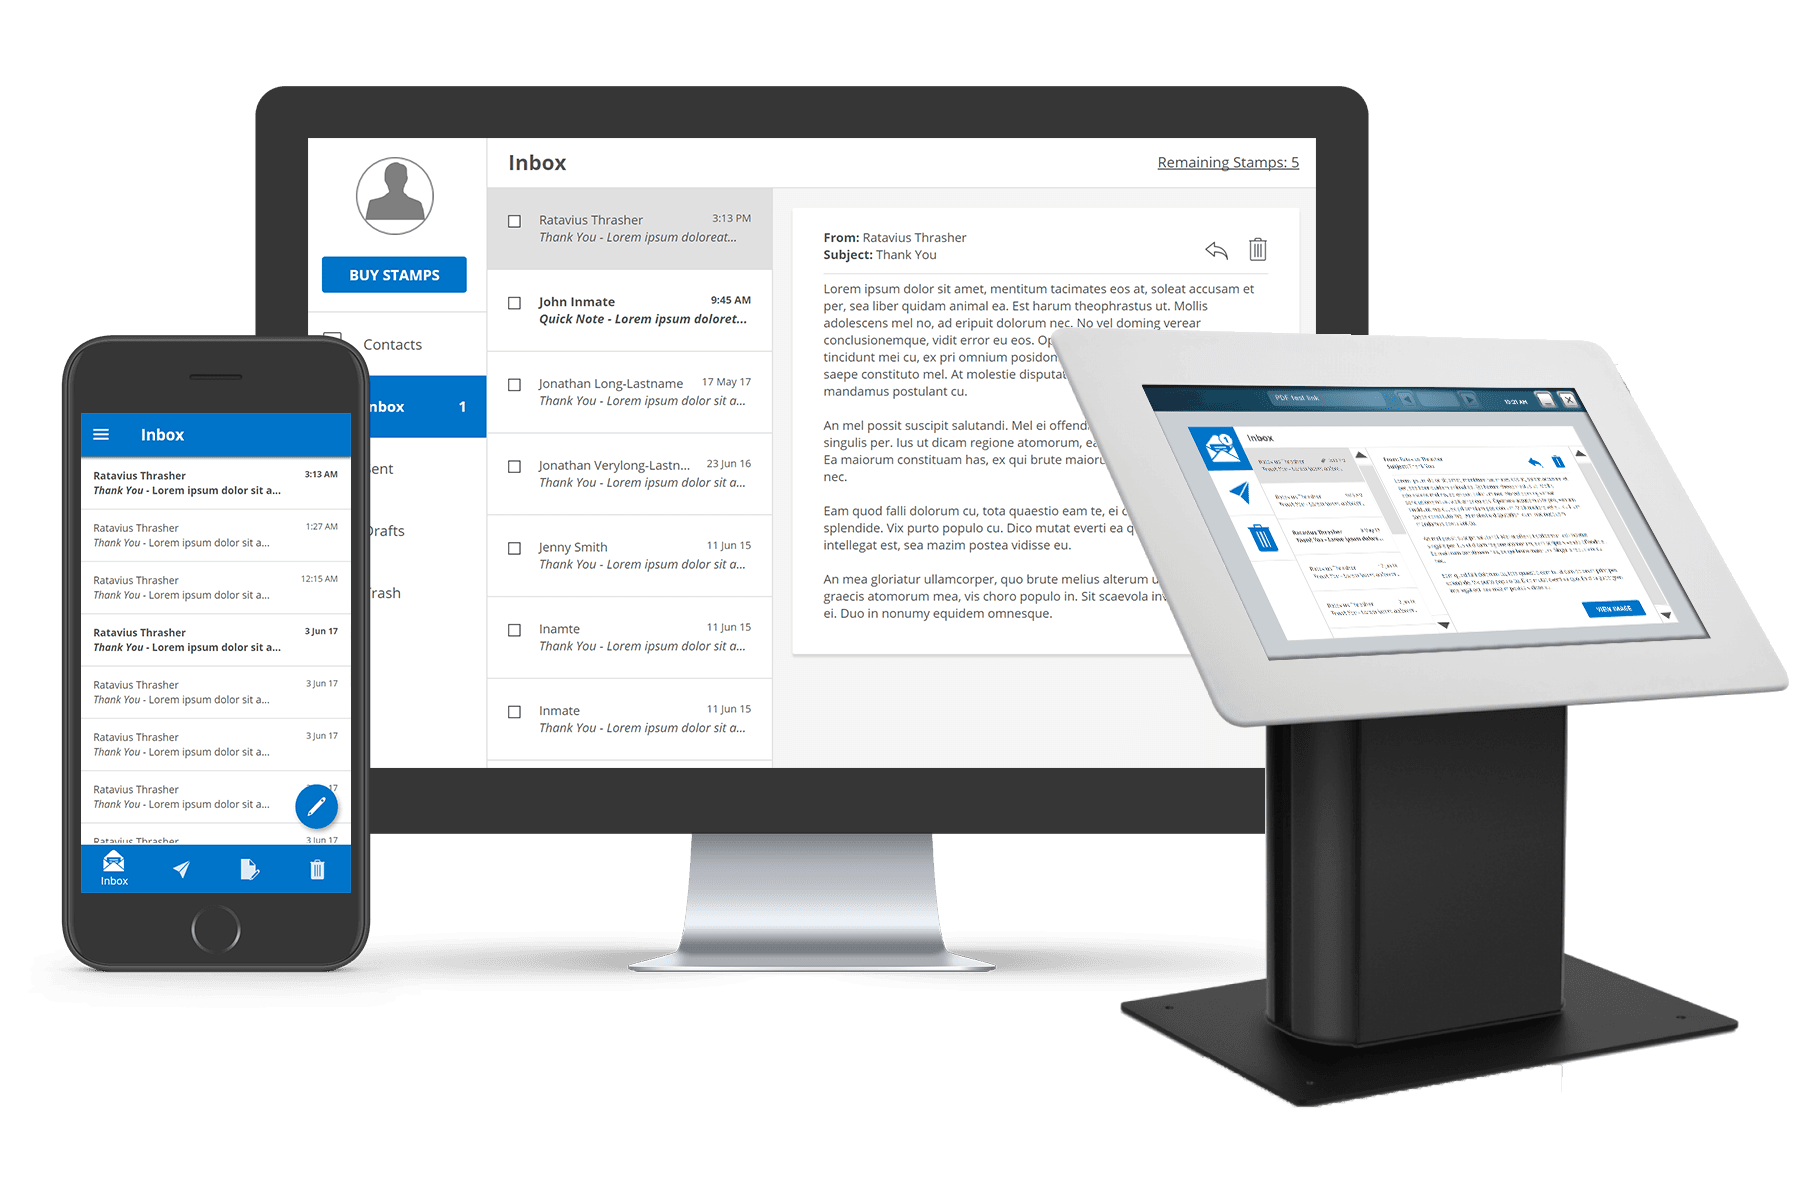 Inbox
Remaining Stamps: 5
BUY STAMPS
Contacts
nbox 1
ent
rafts
rash
Ratavius Thrasher 3:13 PM
Thank You - Lorem ipsum doloreat...
John Inmate 9:45 AM
Quick Note - Lorem ipsum doloret...
Jonathan Long-Lastname 17 May 17
Thank You - Lorem ipsum dolor sit a...
Jonathan Verylong-Lastn... 23 Jun 16
Thank You - Lorem ipsum dolor sit a...
Jenny Smith 11 Jun 15
Thank You - Lorem ipsum dolor sit a...
Inamte 11 Jun 15
Thank You - Lorem ipsum dolor sit a...
Inmate 11 Jun 15
Thank You - Lorem ipsum dolor sit a...
From: Ratavius Thrasher
Subject: Thank You
Lorem ipsum dolor sit amet, mentitum tacimates eos at, soleat accusam et
per, sea liber quidam animal ea. Est harum theophrastus ut. Mollis
adolescens mel no, ad eripuit dolorum nec. No vel doming verear
conclusionemque, vidit error eu eos. Op
tincidunt mei cu, ex pri omnium posidon
saepe constituto mel. At molestie disputat
mandamus postulant cu.
An mel possit suscipit salutandi. Mel ei offend
singulis per. Ius ut dicam regione atomorum, ea
Ea maiorum constituam has, ex qui brute maioru
nec.
Eam quod falli dolorum cu, tota quaestio eam te, ei c
splendide. Vix purto populo cu. Dico mutat everti ea q
intellegat est, sea mazim postea vidisse eu.
An mea gloriatur ullamcorper, quo brute melius alterum u
graecis atomorum mea, vis choro populo in. Sit scaevola inv
ei. Duo in nonumy equidem omnesque.
Inbox
Ratavius Thrasher 3:13 AM
Thank You - Lorem ipsum dolor sit a...
Ratavius Thrasher 1:27 AM
Thank You - Lorem ipsum dolor sit a...
Ratavius Thrasher 12:15 AM
Thank You - Lorem ipsum dolor sit a...
Ratavius Thrasher 3 Jun 17
Thank You - Lorem ipsum dolor sit a...
Ratavius Thrasher 3 Jun 17
Thank You - Lorem ipsum dolor sit a...
Ratavius Thrasher 3 Jun 17
Thank You - Lorem ipsum dolor sit a...
Ratavius Thrasher 17
Thank You - Lorem ipsum dolor sit a...
Ratavius Thrasher 3 Jun 17
Inbox
PDF test link 10:21 AM
1
Inbox
VIEW IMAGE